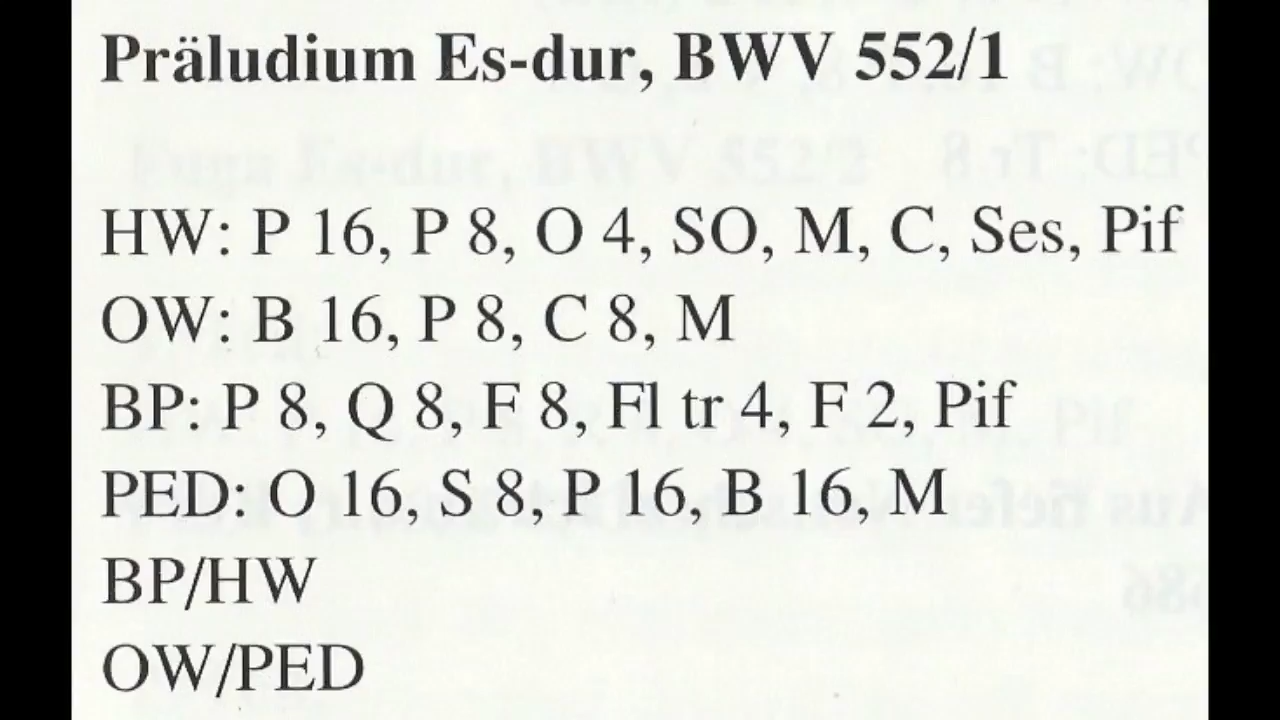 Präludium Es-dur, BWV 552/1
HW: P 16, P 8, O 4, SO, M, C, Ses, Pif
OW: B 16, P 8, C 8, M
BP: P 8, Q 8, F 8, Fl tr 4, F 2, Pif
PED: O 16, S 8, P 16, B 16, M
BP/HW
OW/PED